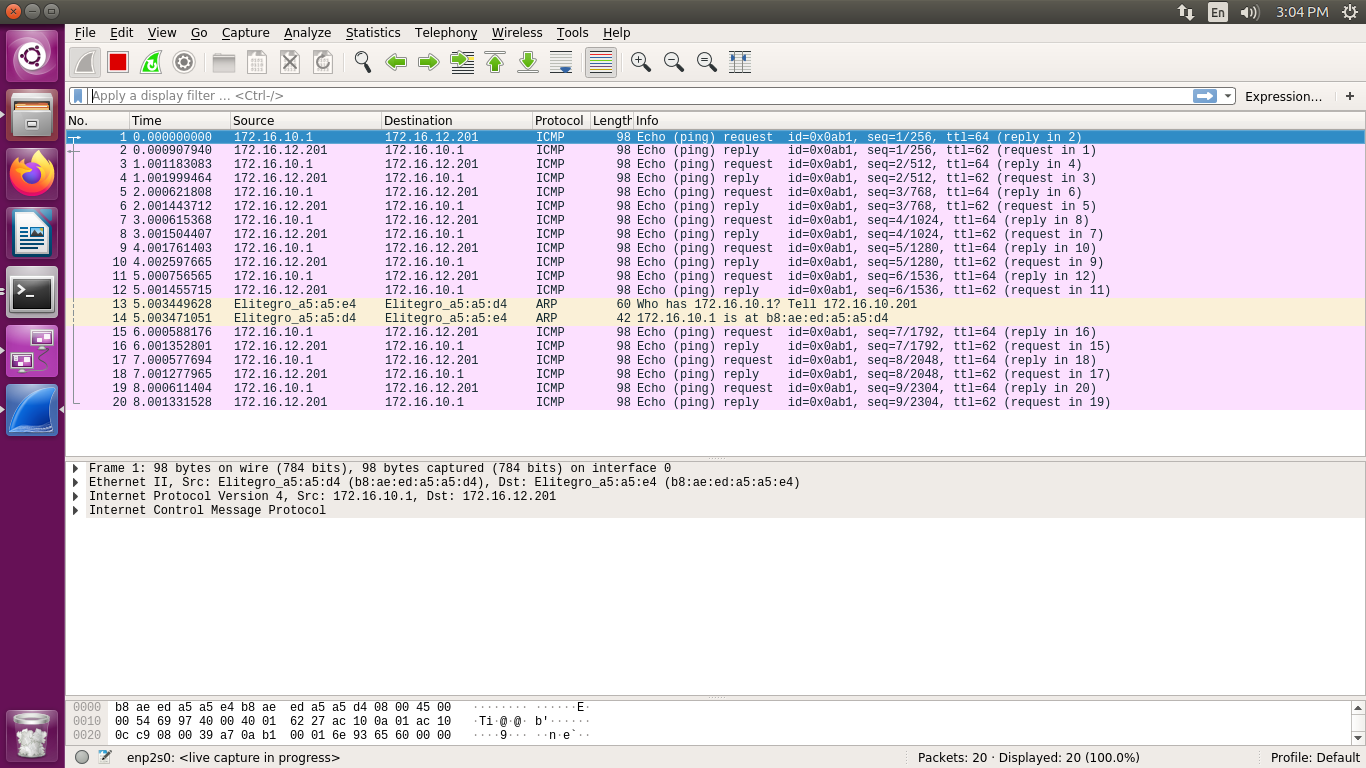 En 3:04 PM
File Edit View Go Capture Analyze Statistics Telephony Wireless Tools Help
Apply a display filter ... <Ctrl-/> Expression... +
No. Time Source Destination Protocol Length Info
1 0.000000000 172.16.10.1 172.16.12.201 ICMP 98 Echo (ping) request id=0x0ab1, seq=1/256, ttl=64 (reply in 2)
2 0.000907940 172.16.12.201 172.16.10.1 ICMP 98 Echo (ping) reply id=0x0ab1, seq=1/256, ttl=62 (request in 1)
3 1.001183083 172.16.10.1 172.16.12.201 ICMP 98 Echo (ping) request id=0x0ab1, seq=2/512, ttl=64 (reply in 4)
4 1.001999464 172.16.12.201 172.16.10.1 ICMP 98 Echo (ping) reply id=0x0ab1, seq=2/512, ttl=62 (request in 3)
5 2.000621808 172.16.10.1 172.16.12.201 ICMP 98 Echo (ping) request id=0x0ab1, seq=3/768, ttl=64 (reply in 6)
6 2.001443712 172.16.12.201 172.16.10.1 ICMP 98 Echo (ping) reply id=0x0ab1, seq=3/768, ttl=62 (request in 5)
7 3.000615368 172.16.10.1 172.16.12.201 ICMP 98 Echo (ping) request id=0x0ab1, seq=4/1024, ttl=64 (reply in 8)
8 3.001504407 172.16.12.201 172.16.10.1 ICMP 98 Echo (ping) reply id=0x0ab1, seq=4/1024, ttl=62 (request in 7)
9 4.001761403 172.16.10.1 172.16.12.201 ICMP 98 Echo (ping) request id=0x0ab1, seq=5/1280, ttl=64 (reply in 10)
10 4.002597665 172.16.12.201 172.16.10.1 ICMP 98 Echo (ping) reply id=0x0ab1, seq=5/1280, ttl=62 (request in 9)
11 5.000756565 172.16.10.1 172.16.12.201 ICMP 98 Echo (ping) request id=0x0ab1, seq=6/1536, ttl=64 (reply in 12)
12 5.001455715 172.16.12.201 172.16.10.1 ICMP 98 Echo (ping) reply id=0x0ab1, seq=6/1536, ttl=62 (request in 11)
13 5.003449628 Elitegro_a5:a5:e4 Elitegro_a5:a5:d4 ARP 60 Who has 172.16.10.1? Tell 172.16.10.201
14 5.003471051 Elitegro_a5:a5:d4 Elitegro_a5:a5:e4 ARP 42 172.16.10.1 is at b8:ae:ed:a5:a5:d4
15 6.000588176 172.16.10.1 172.16.12.201 ICMP 98 Echo (ping) request id=0x0ab1, seq=7/1792, ttl=64 (reply in 16)
16 6.001352801 172.16.12.201 172.16.10.1 ICMP 98 Echo (ping) reply id=0x0ab1, seq=7/1792, ttl=62 (request in 15)
17 7.000577694 172.16.10.1 172.16.12.201 ICMP 98 Echo (ping) request id=0x0ab1, seq=8/2048, ttl=64 (reply in 18)
18 7.001277965 172.16.12.201 172.16.10.1 ICMP 98 Echo (ping) reply id=0x0ab1, seq=8/2048, ttl=62 (request in 17)
19 8.000611404 172.16.10.1 172.16.12.201 ICMP 98 Echo (ping) request id=0x0ab1, seq=9/2304, ttl=64 (reply in 20)
20 8.001331528 172.16.12.201 172.16.10.1 ICMP 98 Echo (ping) reply id=0x0ab1, seq=9/2304, ttl=62 (request in 19)
Frame 1: 98 bytes on wire (784 bits), 98 bytes captured (784 bits) on interface 0
Ethernet II, Src: Elitegro_a5:a5:d4 (b8:ae:ed:a5:a5:d4), Dst: Elitegro_a5:a5:e4 (b8:ae:ed:a5:a5:e4)
Internet Protocol Version 4, Src: 172.16.10.1, Dst: 172.16.12.201
Internet Control Message Protocol
0000 b8 ae ed a5 a5 e4 b8 ae ed a5 a5 d4 08 00 45 00 ········ ······E·
0010 00 54 69 97 40 00 40 01 62 27 ac 10 0a 01 ac 10 ·Ti·@·@· b'······
0020 0c c9 08 00 39 a7 0a b1 00 01 6e 93 65 60 00 00 ····9··· ··n·e`··
enp2s0: <live capture in progress> Packets: 20 · Displayed: 20 (100.0%) Profile: Default